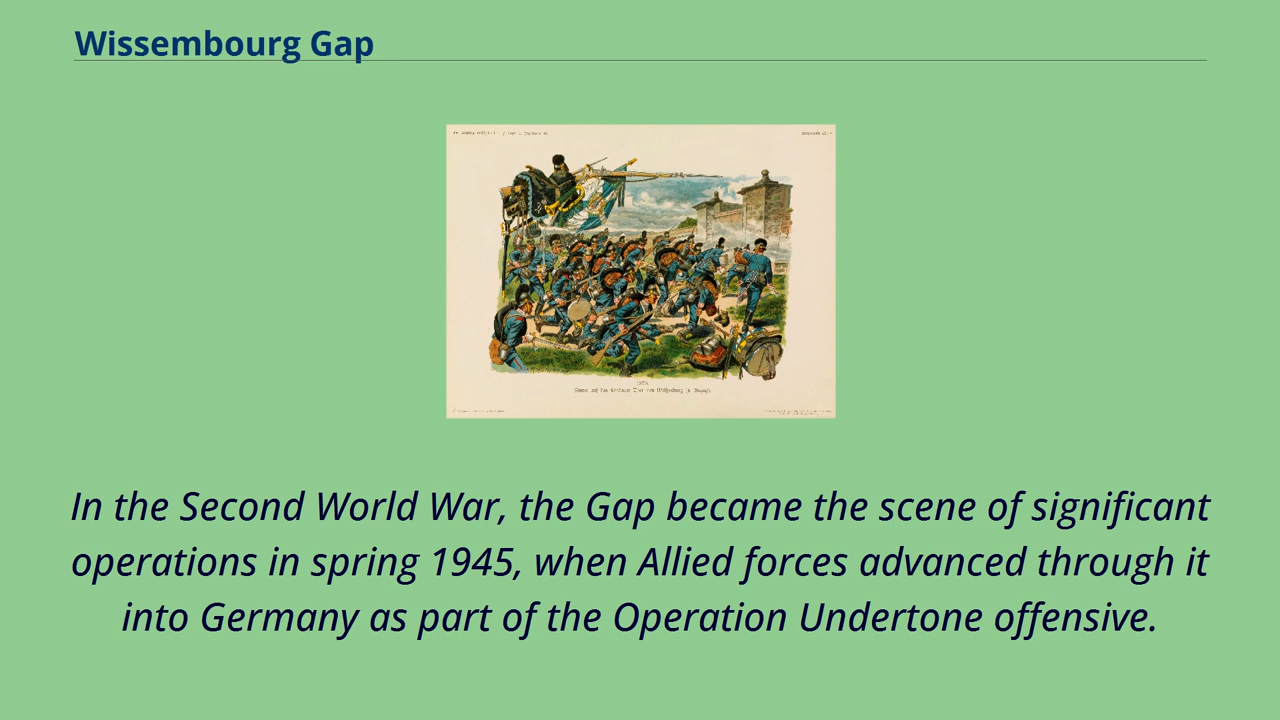 Wissembourg Gap
In the Second World War, the Gap became the scene of significant
operations in spring 1945, when Allied forces advanced through it
into Germany as part of the Operation Undertone offensive.